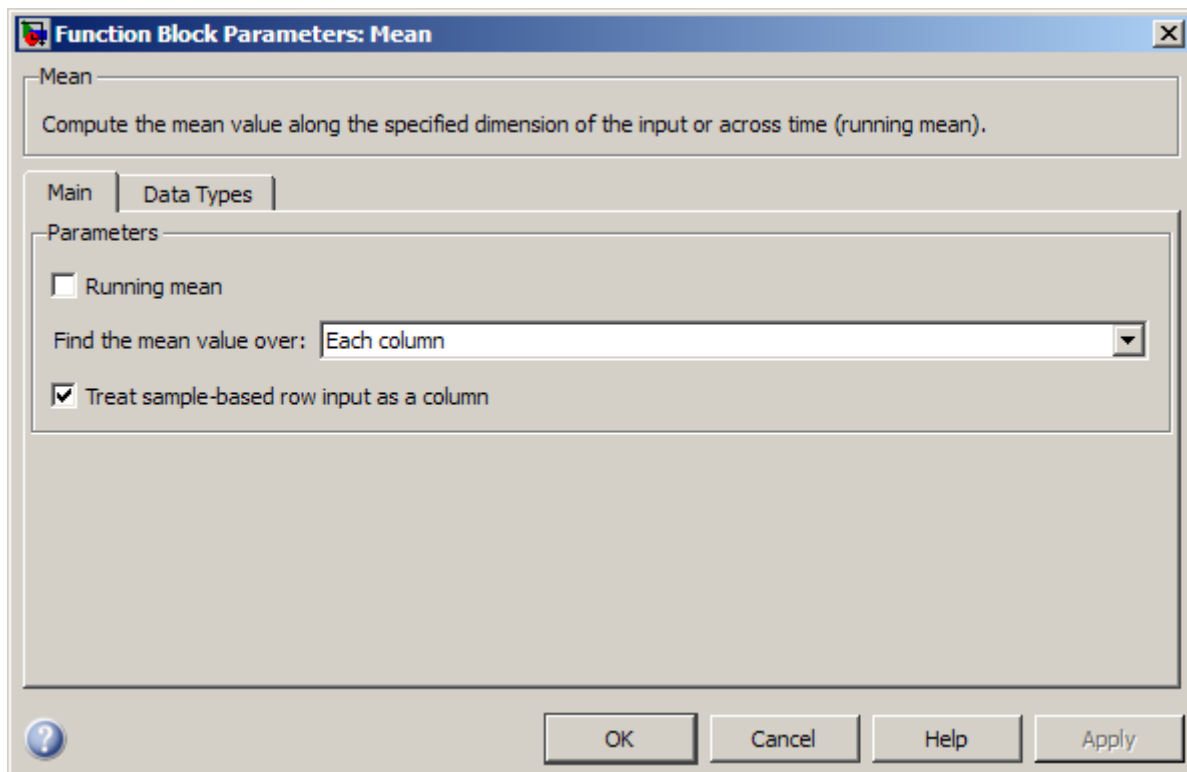 Function Block Parameters: Mean
Mean
Compute the mean value along the specified dimension of the input or across time (running mean).
Main Data Types
Parameters
Running mean
Find the mean value over: Each column
Treat sample-based row input as a column
? OK Cancel Help Apply